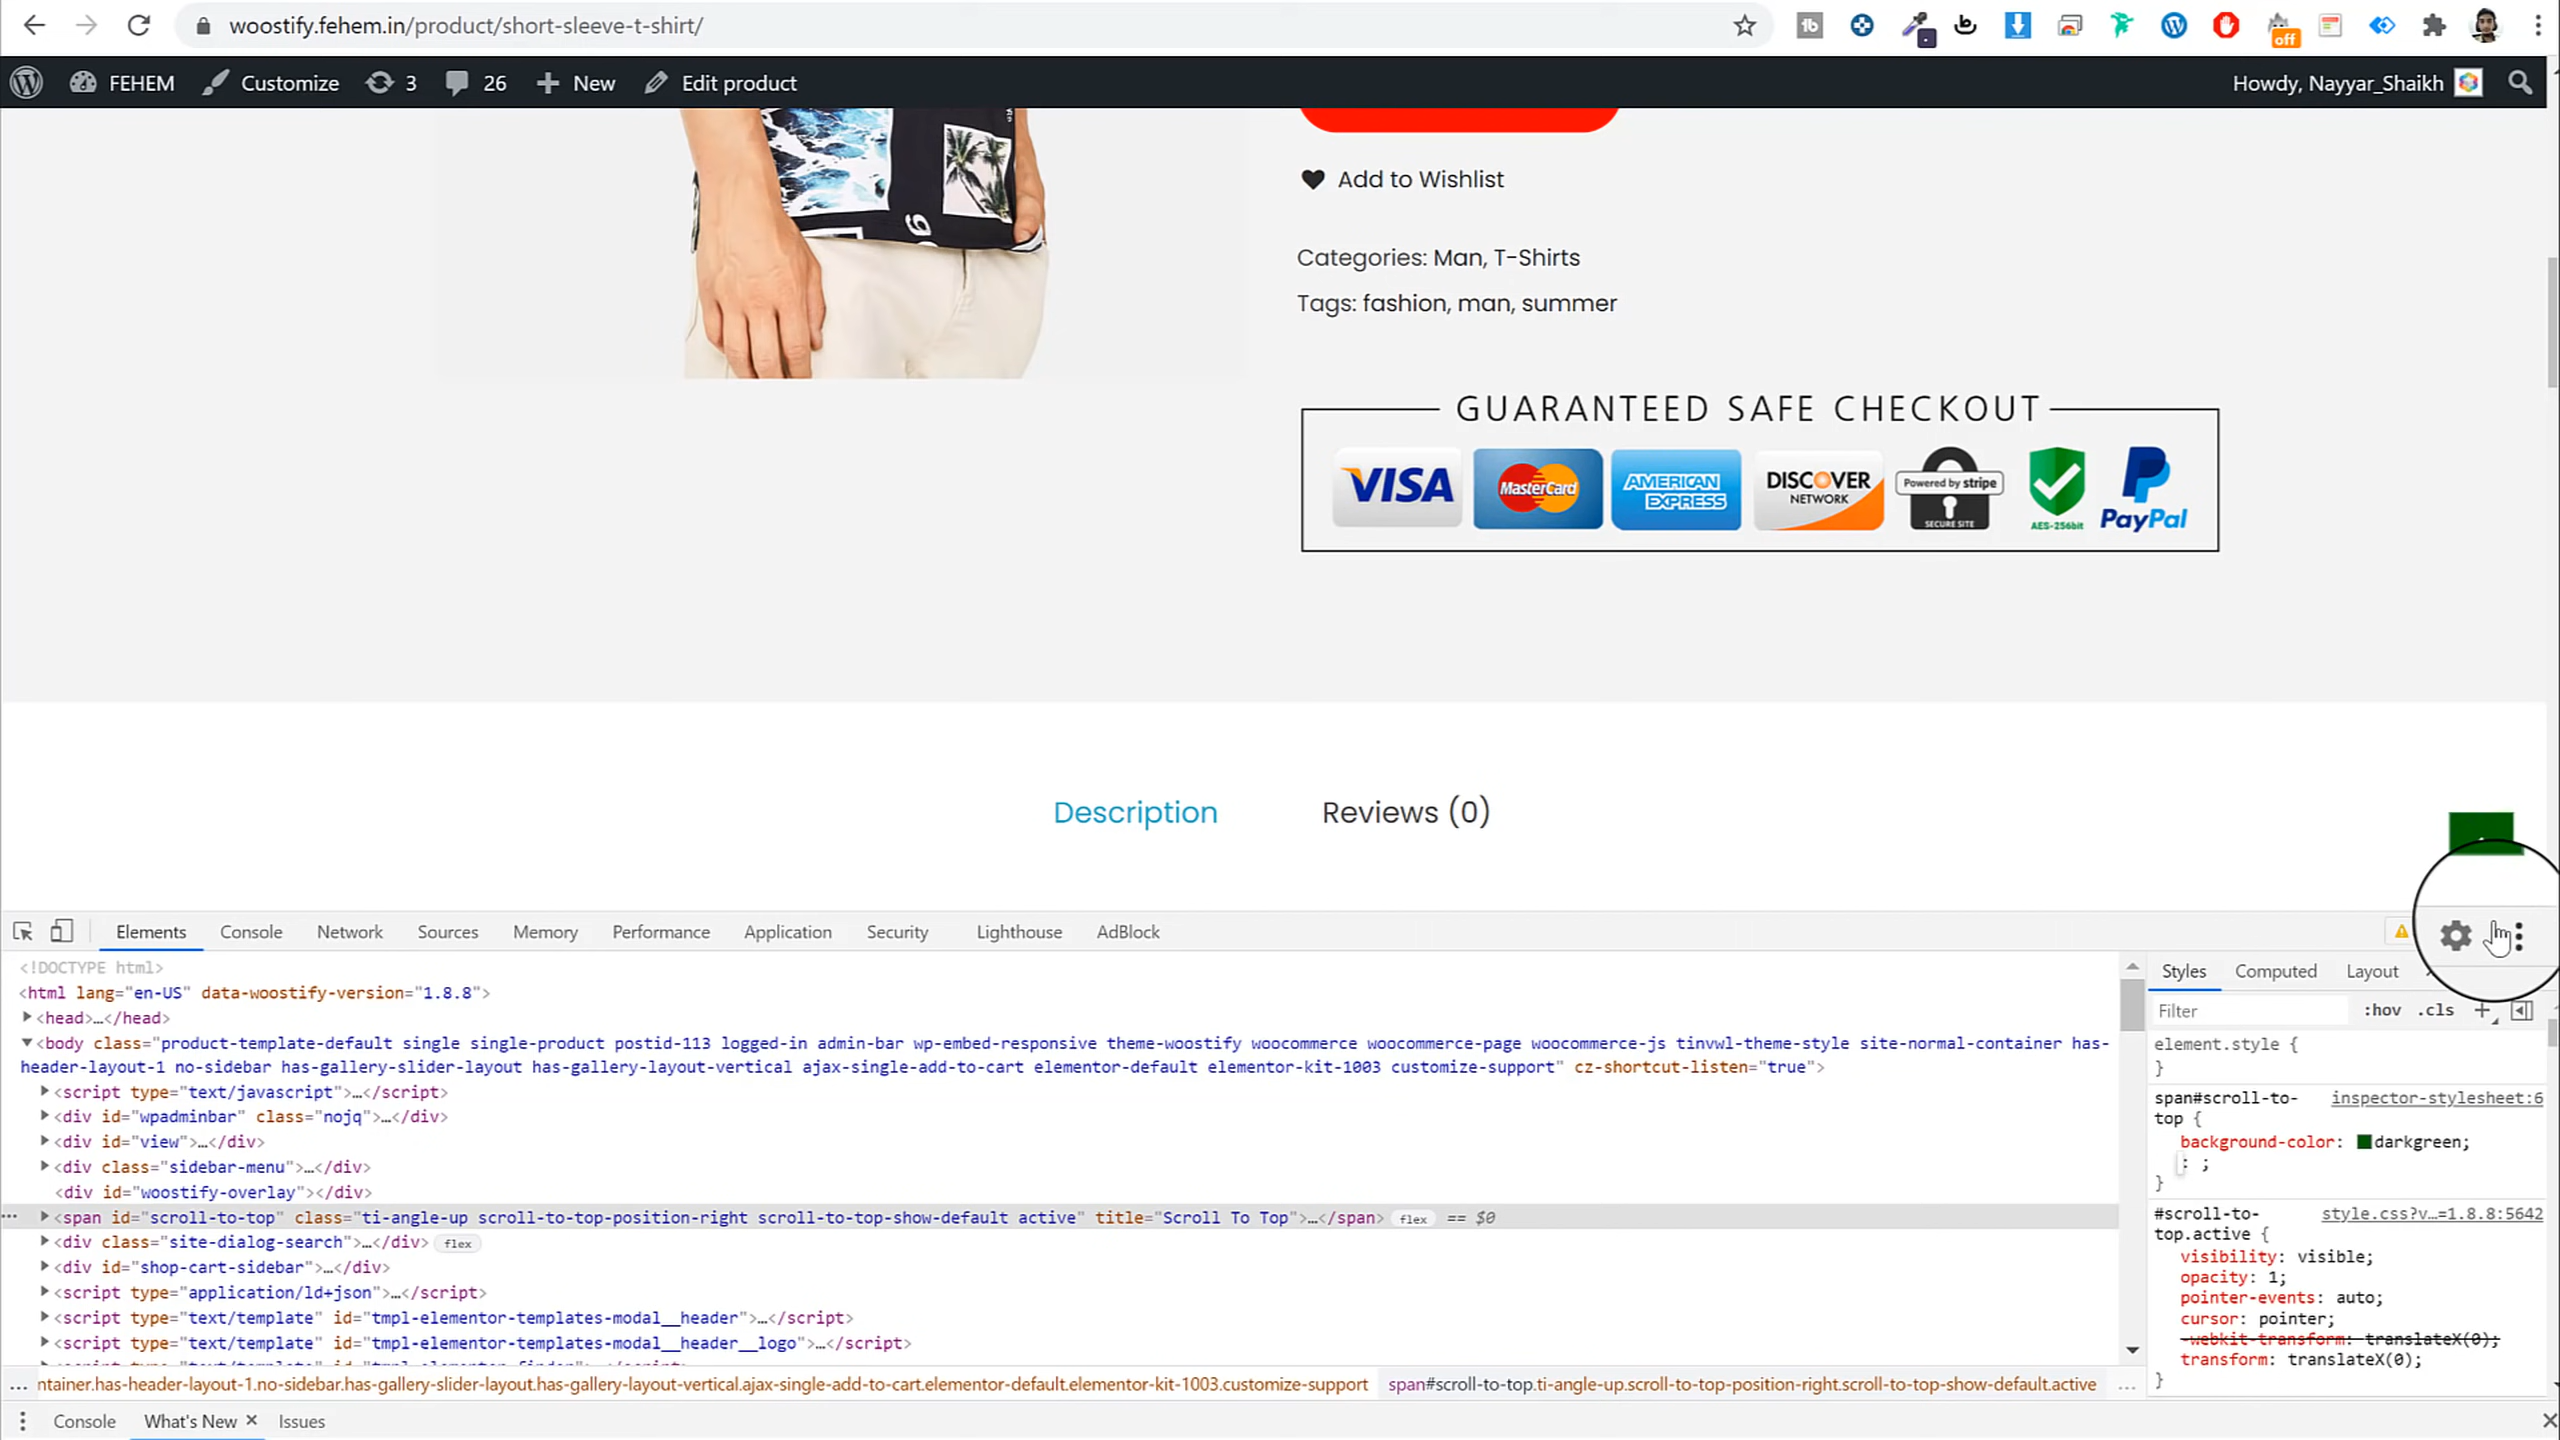 woostify.fehem.in/product/short-sleeve-t-shirt/
off
FEHEM
Customize
3
26
New
Edit product
Howdy, Nayyar_Shaikh
Add to Wishlist
Categories: Man, T-Shirts
Tags: fashion, man, summer
GUARANTEED SAFE CHECKOUT
VISA
MasterCard
AMERICAN EXPRESS
DISCOVER NETWORK
Powered by stripe
SECURE SITE
AES-256bit
PayPal
Description
Reviews (0)
Elements Console Network Sources Memory Performance Application Security Lighthouse AdBlock
<!DOCTYPE html>
<html lang="en-US" data-woostify-version="1.8.8">
<head>…</head>
<body class="product-template-default single single-product postid-113 logged-in admin-bar wp-embed-responsive theme-woostify woocommerce woocommerce-page woocommerce-js tinvwl-theme-style site-normal-container has-
header-layout-1 no-sidebar has-gallery-slider-layout has-gallery-layout-vertical ajax-single-add-to-cart elementor-default elementor-kit-1003 customize-support" cz-shortcut-listen="true">
<script type="text/javascript">…</script>
<div id="wpadminbar" class="nojq">…</div>
<div id="view">…</div>
<div class="sidebar-menu">…</div>
<div id="woostify-overlay"></div>
<span id="scroll-to-top" class="ti-angle-up scroll-to-top-position-right scroll-to-top-show-default active" title="Scroll To Top">…</span> flex == $0
<div class="site-dialog-search">…</div> flex
<div id="shop-cart-sidebar">…</div>
<script type="application/ld+json">…</script>
<script type="text/template" id="tmpl-elementor-templates-modal__header">…</script>
<script type="text/template" id="tmpl-elementor-templates-modal__header__logo">…</script>
Styles Computed Layout
Filter :hov .cls
element.style {
}
span#scroll-to- inspector-stylesheet:6
top {
background-color: darkgreen;
: ;
}
#scroll-to- style.css?v…=1.8.8:5642
top.active {
visibility: visible;
opacity: 1;
pointer-events: auto;
cursor: pointer;
-webkit-transform: translateX(0);
transform: translateX(0);
}
… ntainer.has-header-layout-1.no-sidebar.has-gallery-slider-layout.has-gallery-layout-vertical.ajax-single-add-to-cart.elementor-default.elementor-kit-1003.customize-support span#scroll-to-top.ti-angle-up.scroll-to-top-position-right.scroll-to-top-show-default.active …
Console What's New Issues